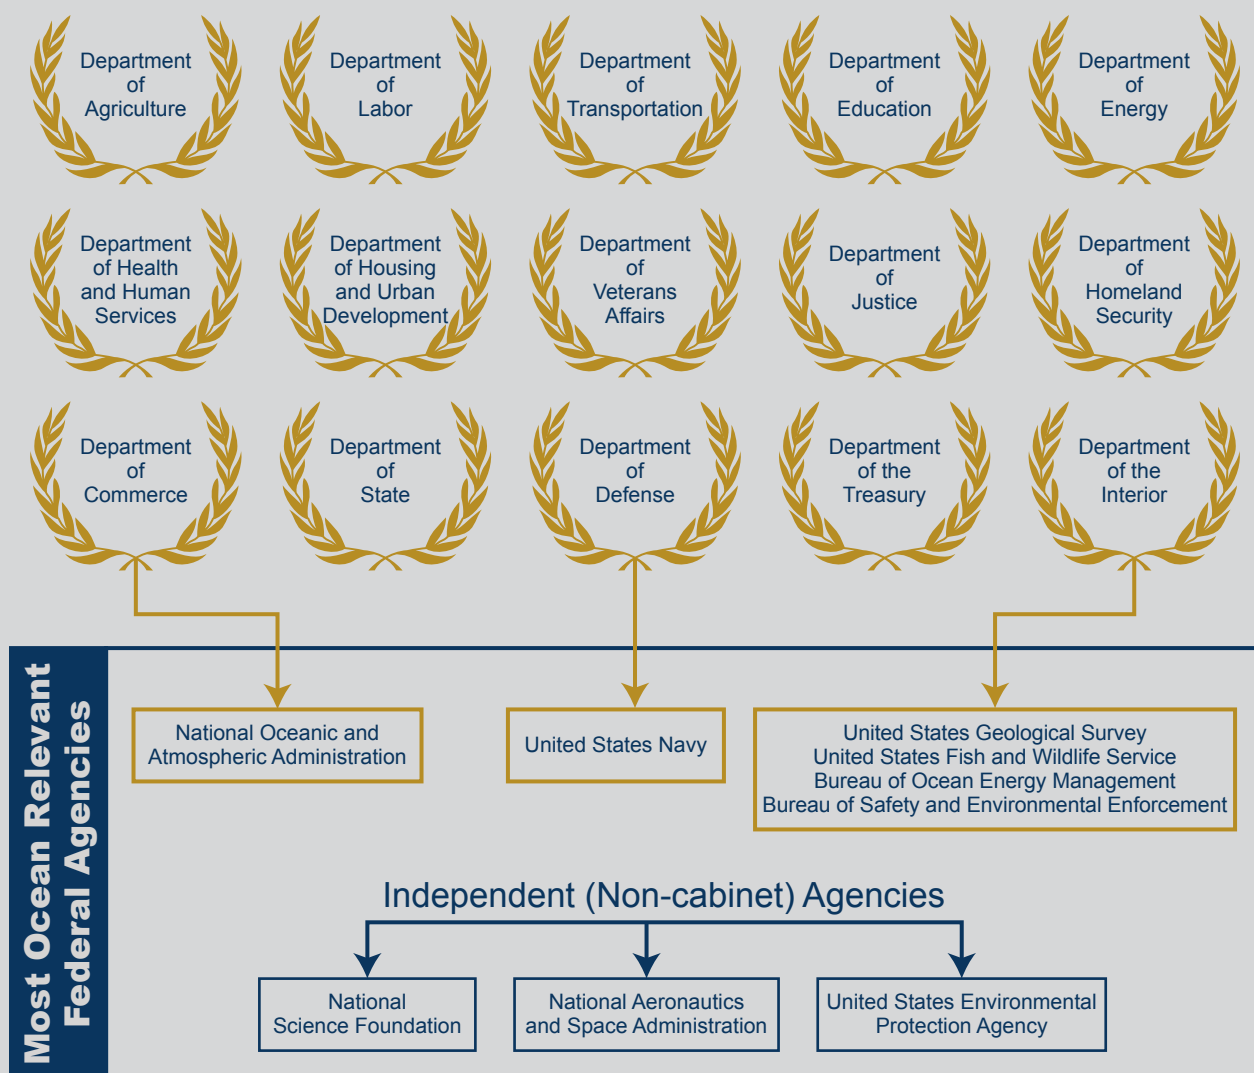 Department
of
Agriculture
Department
of
Labor
Department
of
Transportation
Department
of
Education
Department
of
Energy
Department
of Health
and Human
Services
Department
of Housing
and Urban
Development
Department
of
Veterans
Affairs
Department
of
Justice
Department
of
Homeland
Security
Department
of
Commerce
Department
of
State
Department
of
Defense
Department
of the
Treasury
Department
of the
Interior
Most Ocean Relevant
Federal Agencies
National Oceanic and
Atmospheric Administration
United States Navy
United States Geological Survey
United States Fish and Wildlife Service
Bureau of Ocean Energy Management
Bureau of Safety and Environmental Enforcement
Independent (Non-cabinet) Agencies
National
Science Foundation
National Aeronautics
and Space Administration
United States Environmental
Protection Agency